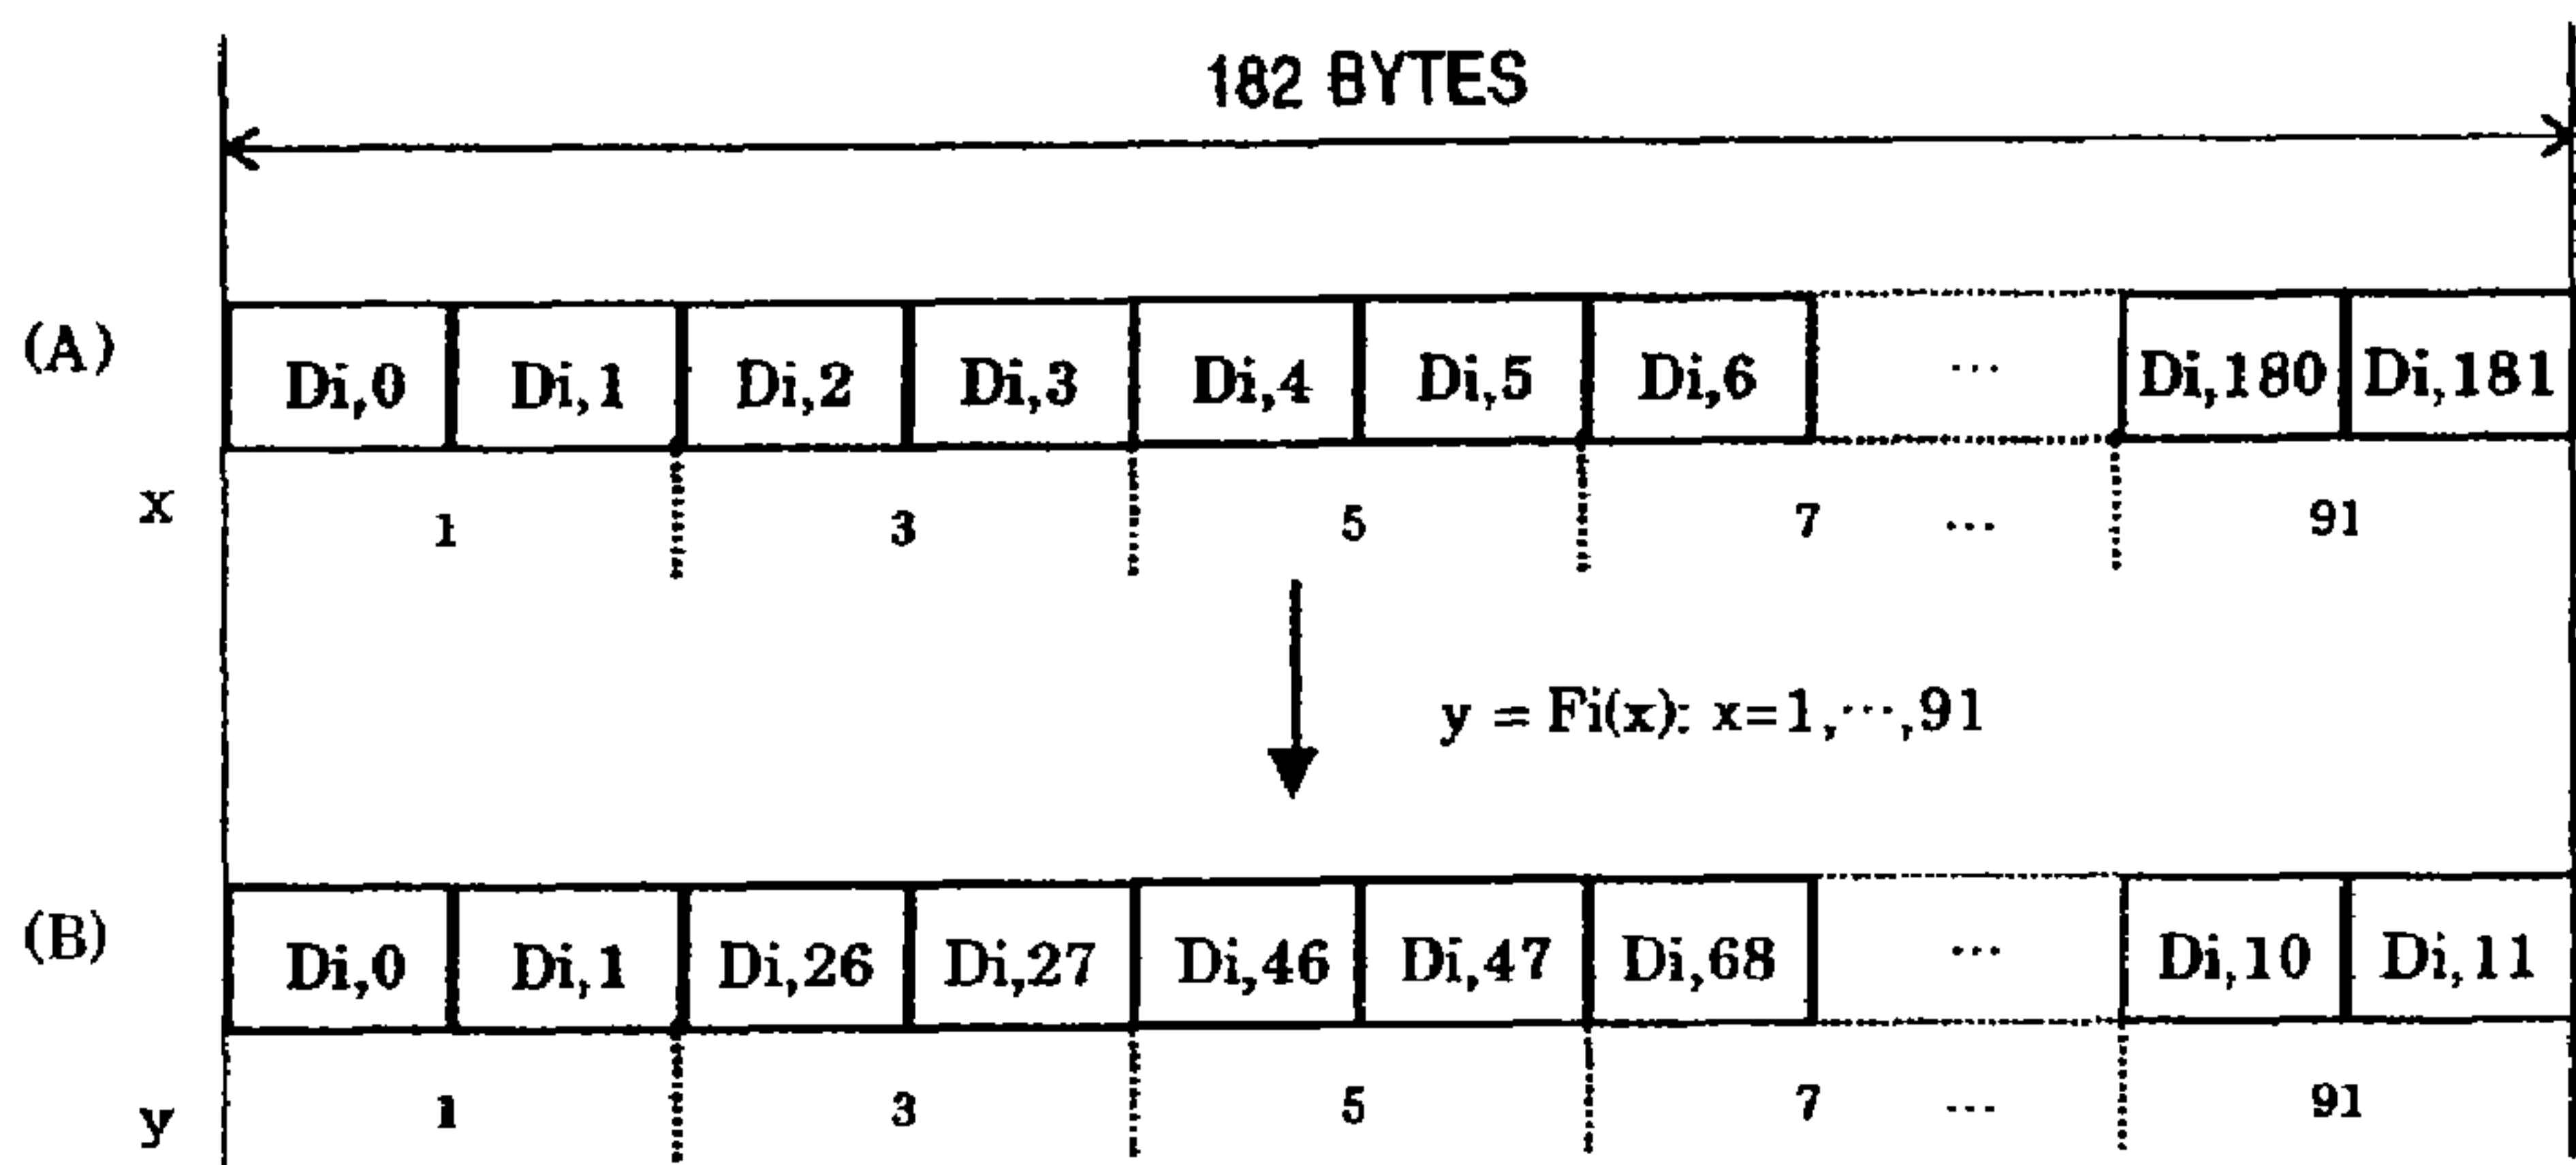 182 BYTES
(A) Di,0 Di,1 Di,2 Di,3 Di,4 Di,5 Di,6 ... Di,180 Di,181
x 1 3 5 7 ... 91
y = Fi(x): x=1,...,91
(B) Di,0 Di,1 Di,26 Di,27 Di,46 Di,47 Di,68 ... Di,10 Di,11
y 1 3 5 7 ... 91